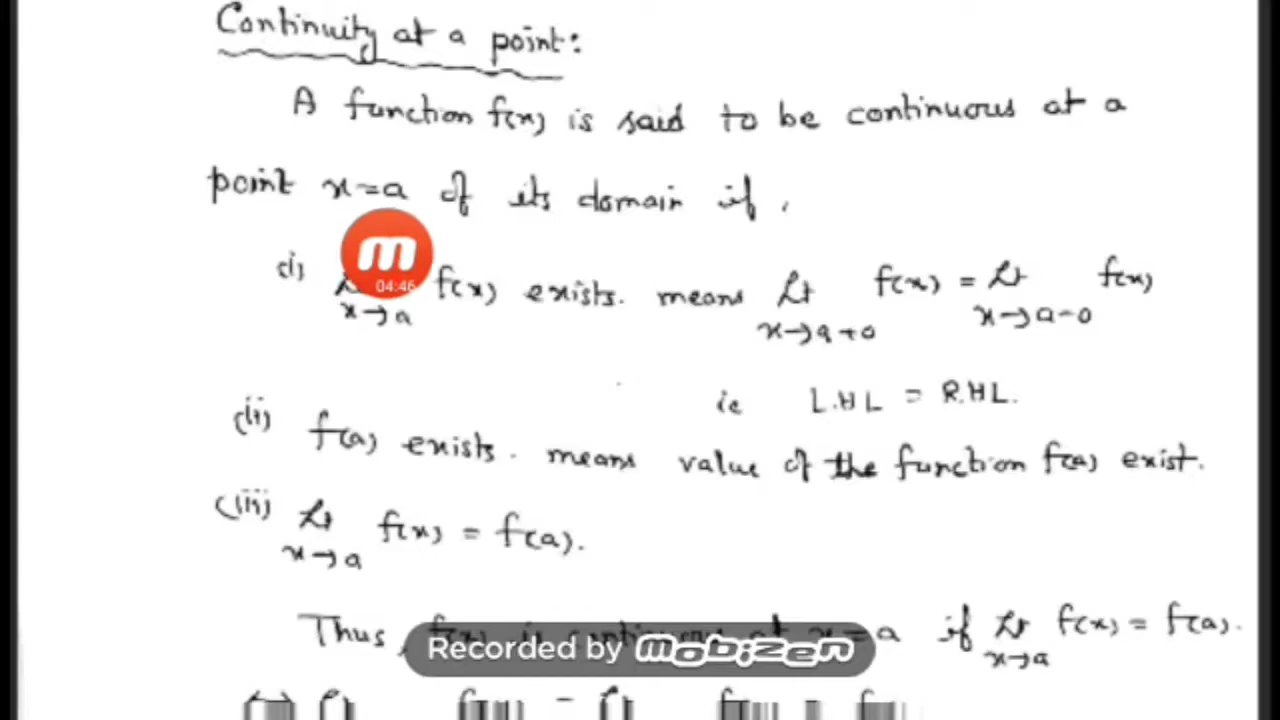 Continuity at a point:
A function f(x) is said to be continuous at a
point x=a of its domain if,
(i) f(x) exists. means Lt f(x) = Lt f(x)
x→a x→a+0 x→a-0
04:46
ie L.H.L = R.H.L.
(ii) f(a) exists. means value of the function f(a) exist.
(iii) Lt f(x) = f(a).
x→a
Thus, x=a if Lt f(x) = f(a).
x→a
Recorded by mobizen